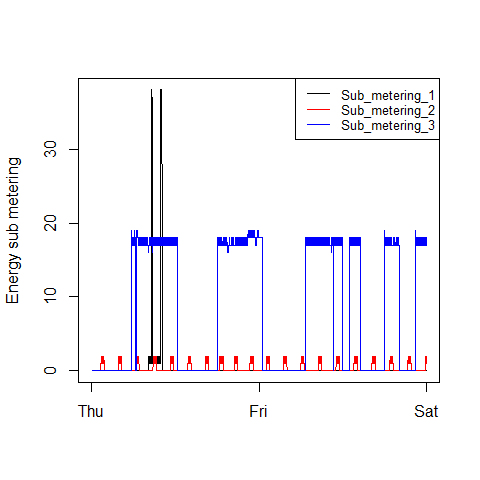 Sub_metering_1
Sub_metering_2
Sub_metering_3
Energy sub metering
30
20
10
0
Thu Fri Sat